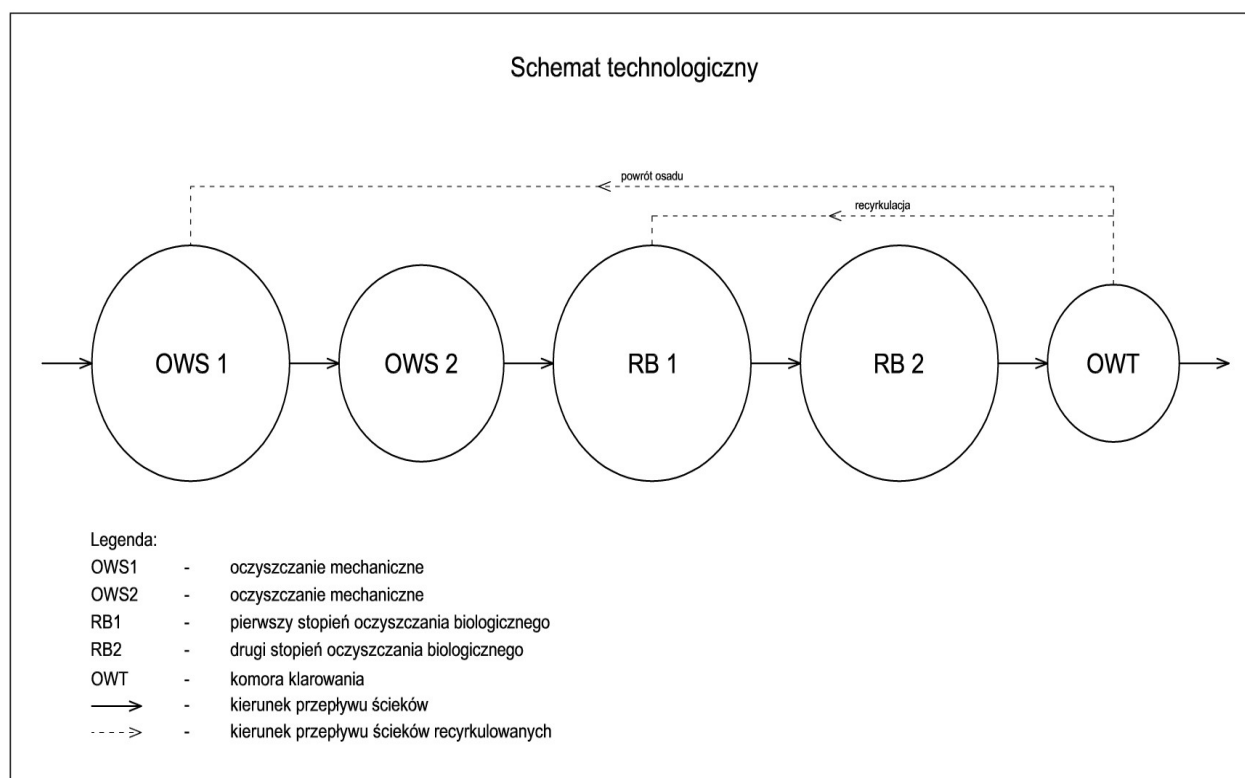 Schemat technologiczny
powrót osadu
recyrkulacja
OWS 1
OWS 2
RB 1
RB 2
OWT
Legenda:
OWS1 - oczyszczanie mechaniczne
OWS2 - oczyszczanie mechaniczne
RB1 - pierwszy stopień oczyszczania biologicznego
RB2 - drugi stopień oczyszczania biologicznego
OWT - komora klarowania
- kierunek przepływu ścieków
- kierunek przepływu ścieków recyrkulowanych